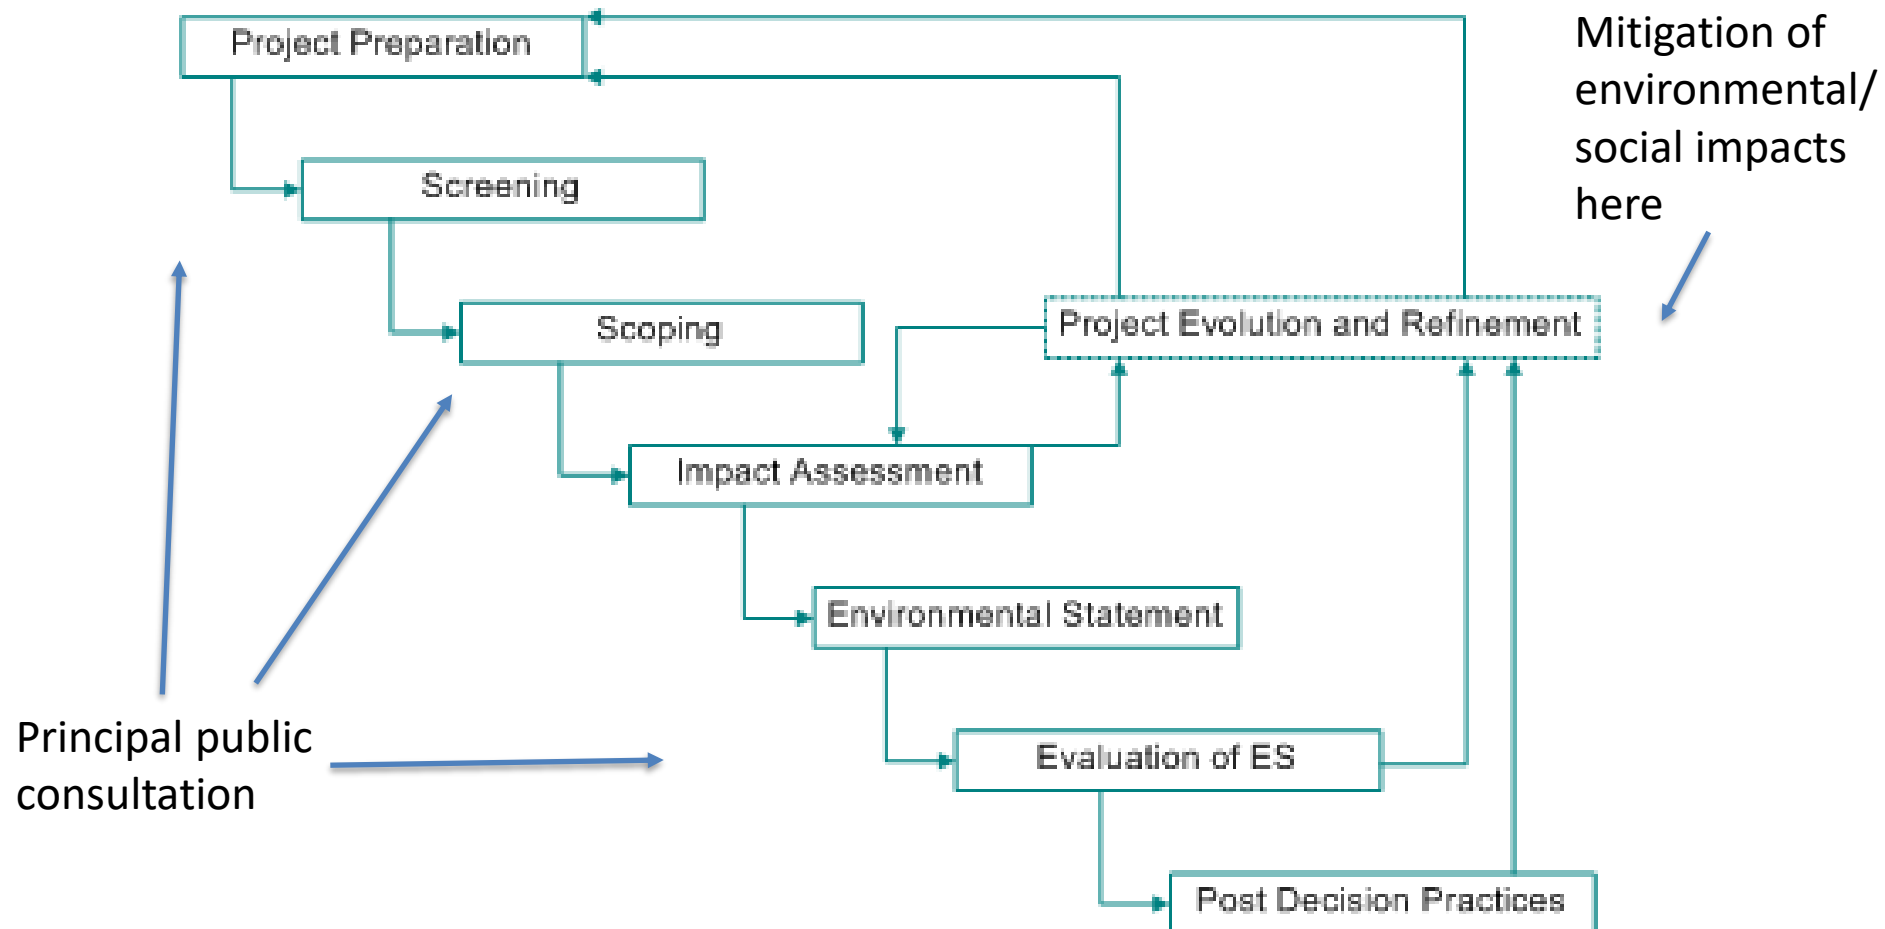 Project Preparation
Mitigation of
environmental/
social impacts
here
Screening
Scoping
Project Evolution and Refinement
Impact Assessment
Environmental Statement
Principal public
consultation
Evaluation of ES
Post Decision Practices